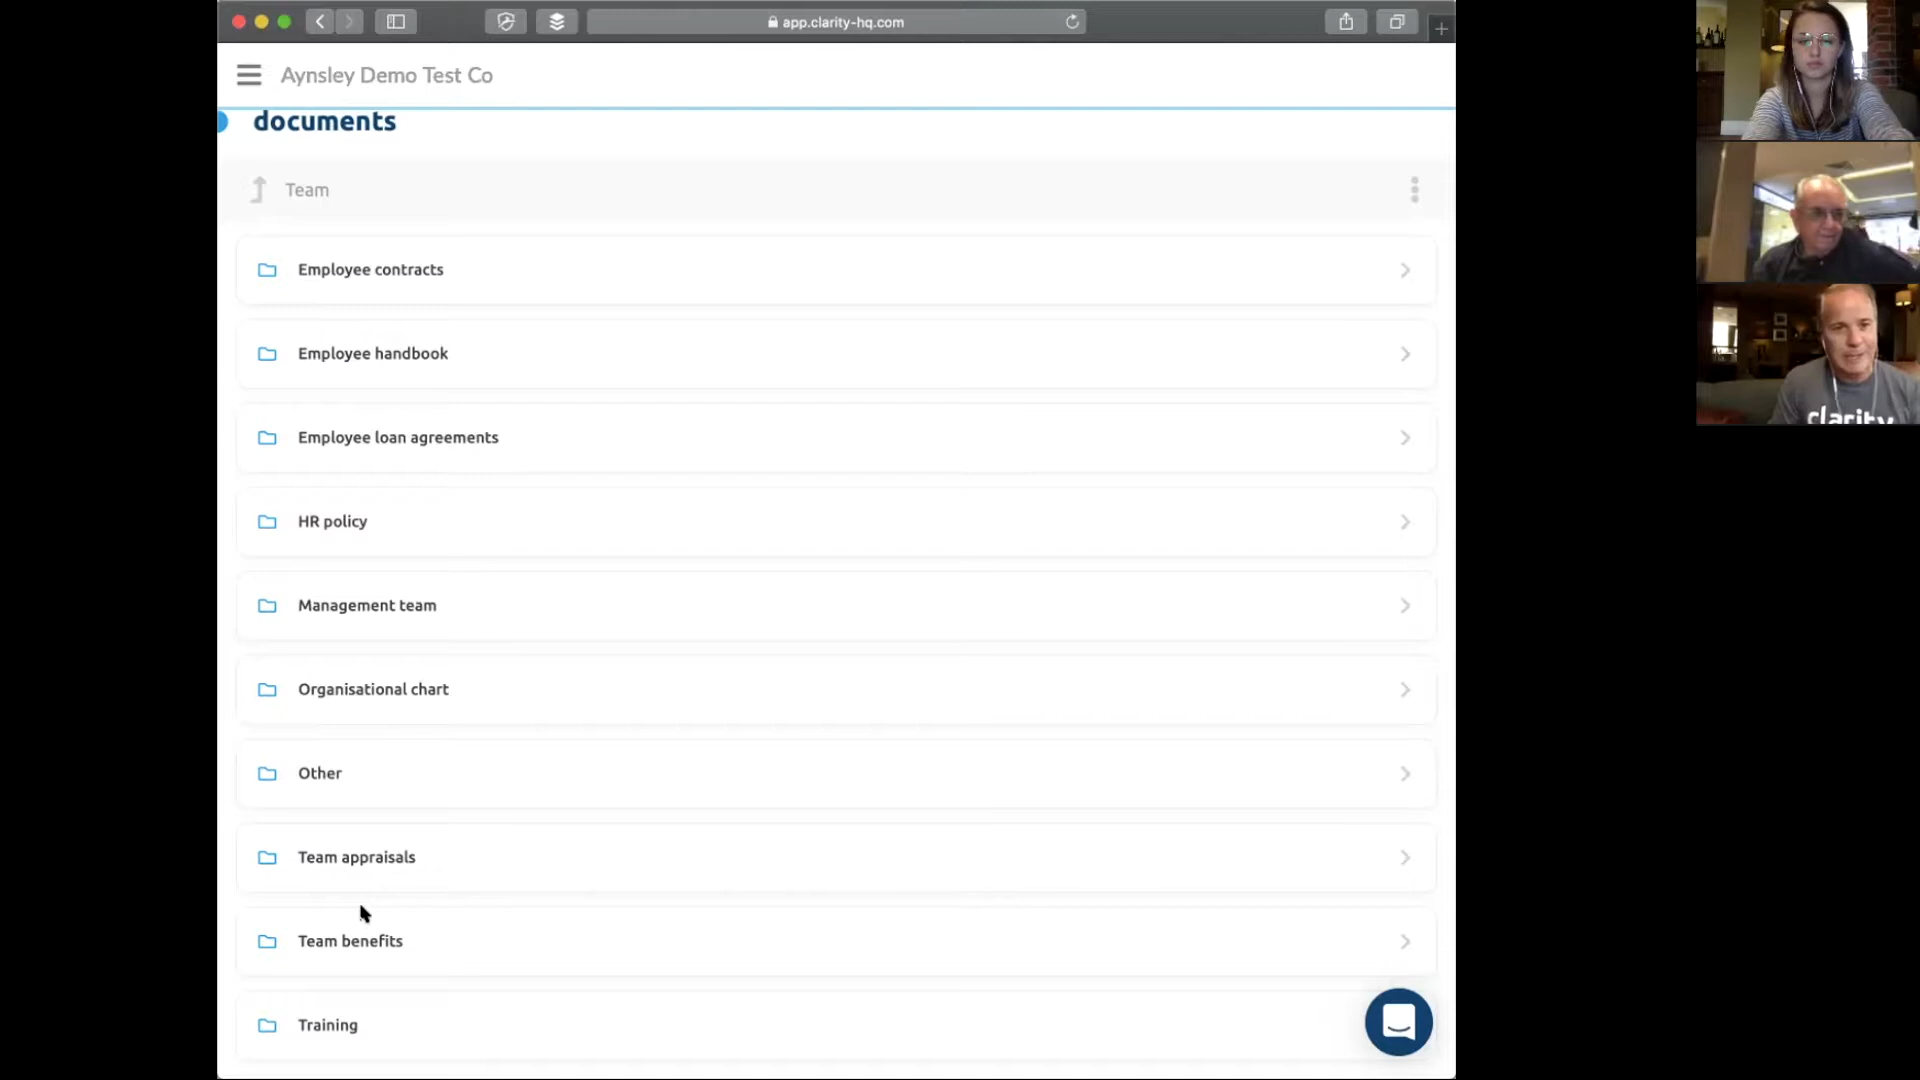 app.clarity-hq.com
Aynsley Demo Test Co
documents
Team
Employee contracts
Employee handbook
Employee loan agreements
HR policy
Management team
Organisational chart
Other
Team appraisals
Team benefits
Training
clarity